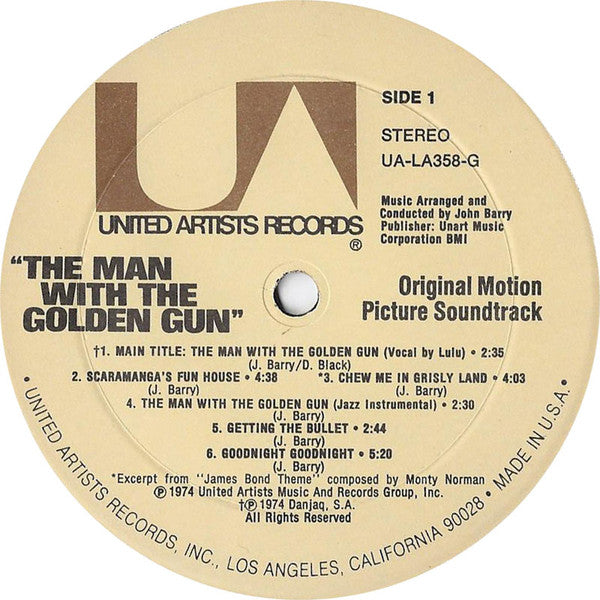 UA
UNITED ARTISTS RECORDS
®
SIDE 1
STEREO
UA-LA358-G
Music Arranged and
Conducted by John Barry
Publisher: Unart Music
Corporation BMI
"THE MAN
WITH THE
GOLDEN GUN"
Original Motion
Picture Soundtrack
†1. MAIN TITLE: THE MAN WITH THE GOLDEN GUN (Vocal by Lulu) • 2:35
(J. Barry/D. Black)
2. SCARAMANGA'S FUN HOUSE • 4:38 *3. CHEW ME IN GRISLY LAND • 4:03
(J. Barry) (J. Barry)
4. THE MAN WITH THE GOLDEN GUN (Jazz Instrumental) • 2:30
(J. Barry)
5. GETTING THE BULLET • 2:44
(J. Barry)
6. GOODNIGHT GOODNIGHT • 5:20
(J. Barry)
*Excerpt from "James Bond Theme" composed by Monty Norman
℗ 1974 United Artists Music And Records Group, Inc.
†℗ 1974 Danjaq, S.A.
All Rights Reserved
• UNITED ARTISTS RECORDS, INC., LOS ANGELES, CALIFORNIA 90028 • MADE IN U.S.A. •